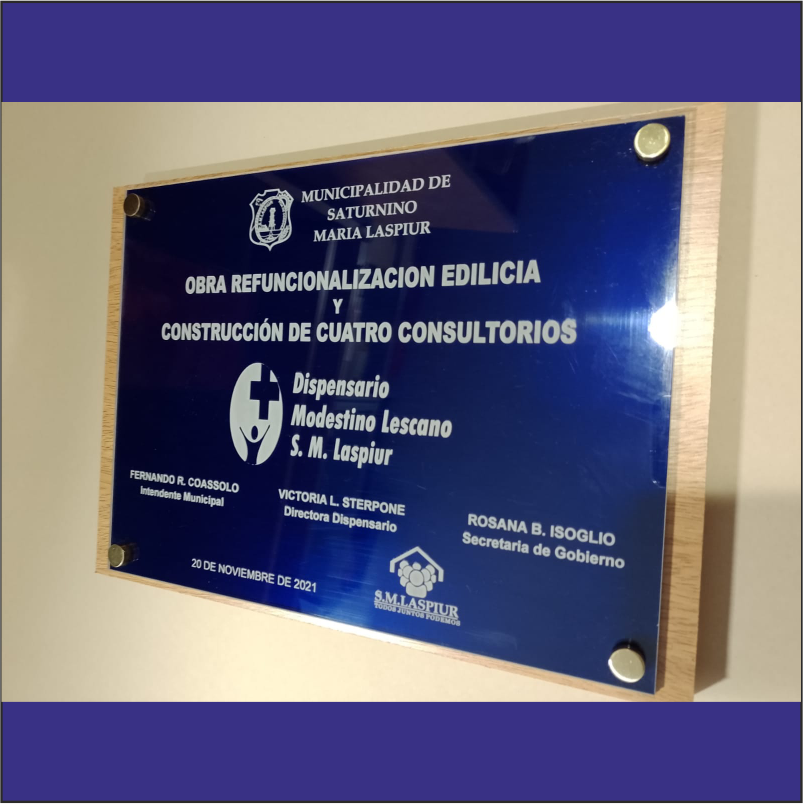 MUNICIPALIDAD DE
SATURNINO
MARIA LASPIUR
OBRA REFUNCIONALIZACION EDILICIA
Y
CONSTRUCCIÓN DE CUATRO CONSULTORIOS
Dispensario
Modestino Lescano
S. M. Laspiur
FERNANDO R. COASSOLO
Intendente Municipal
VICTORIA L. STERPONE
Directora Dispensario
ROSANA B. ISOGLIO
Secretaria de Gobierno
20 DE NOVIEMBRE DE 2021
S.M.LASPIUR
TODOS JUNTOS PODEMOS